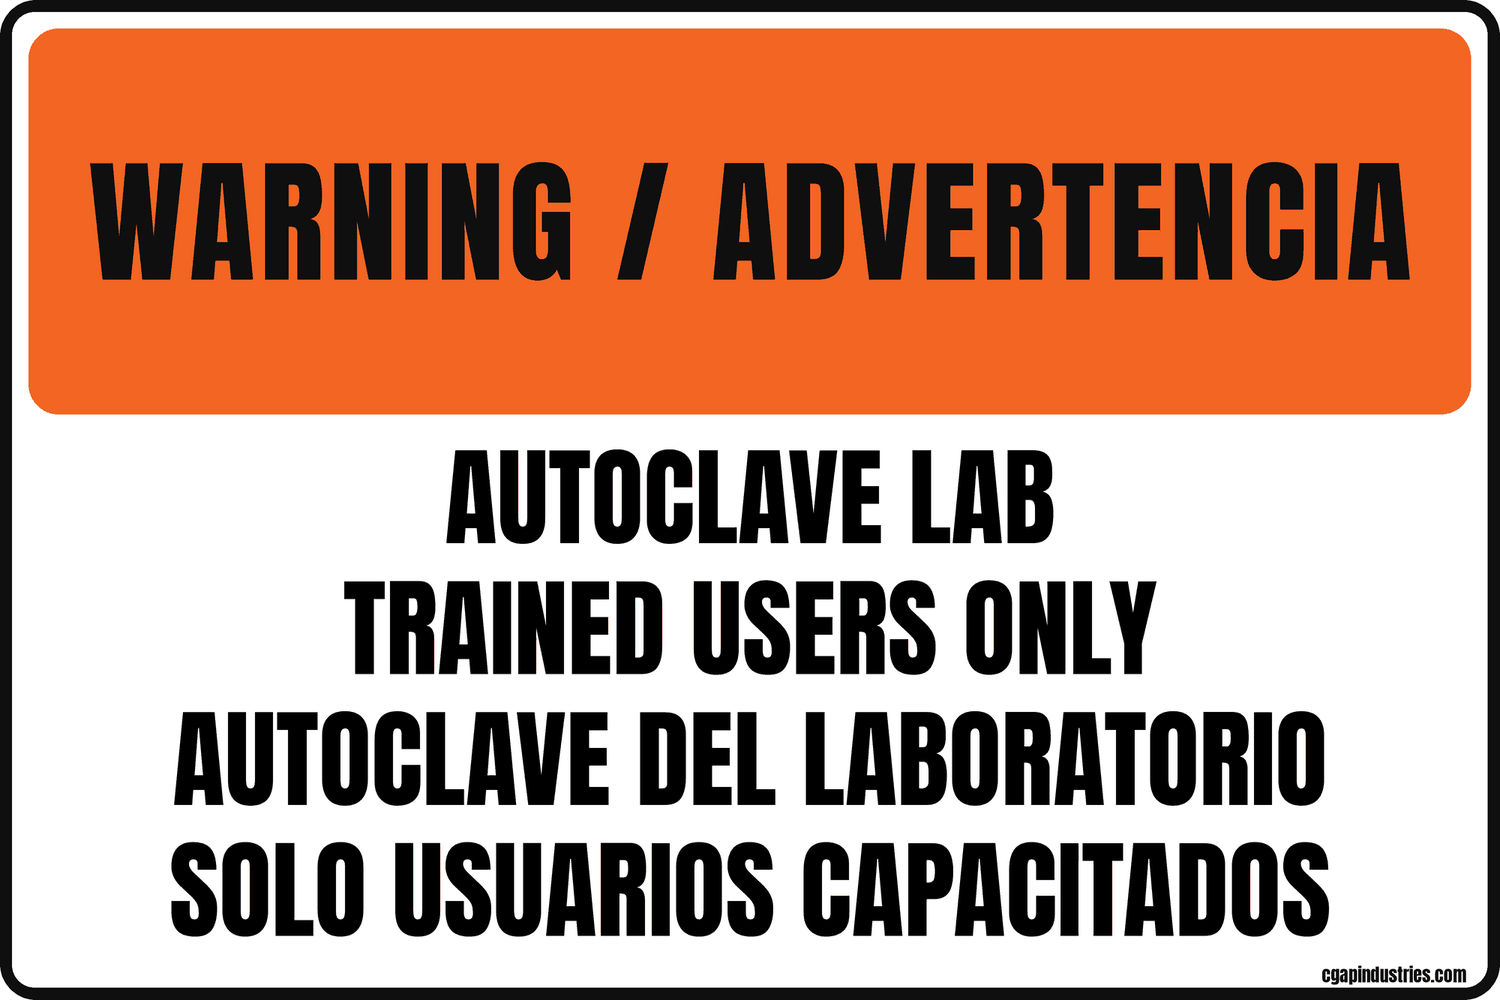 WARNING / ADVERTENCIA
AUTOCLAVE LAB
TRAINED USERS ONLY
AUTOCLAVE DEL LABORATORIO
SOLO USUARIOS CAPACITADOS
cgapindustries.com